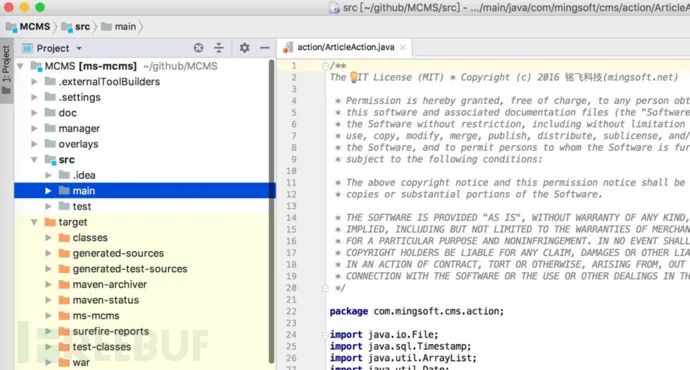 src [~/github/MCMS/src] - .../main/java/com/mingsoft/cms/action/ArticleAction
MCMS
src
main
Project
action/ArticleAction.java
1: Project
MCMS [ms-mcms] ~/github/MCMS
.externalToolBuilders
.settings
doc
manager
overlays
src
.idea
main
test
target
classes
generated-sources
generated-test-sources
maven-archiver
maven-status
ms-mcms
surefire-reports
test-classes
war
1 /**
2 The MIT License (MIT) * Copyright (c) 2016 铭飞科技(mingsoft.net)
3
4 * Permission is hereby granted, free of charge, to any person obt
5 * this software and associated documentation files (the "Software
6 * the Software without restriction, including without limitation
7 * use, copy, modify, merge, publish, distribute, sublicense, and/
8 * the Software, and to permit persons to whom the Software is fur
9 * subject to the following conditions:
10
11 * The above copyright notice and this permission notice shall be
12 * copies or substantial portions of the Software.
13
14 * THE SOFTWARE IS PROVIDED "AS IS", WITHOUT WARRANTY OF ANY KIND,
15 * IMPLIED, INCLUDING BUT NOT LIMITED TO THE WARRANTIES OF MERCHAN
16 * FOR A PARTICULAR PURPOSE AND NONINFRINGEMENT. IN NO EVENT SHALL
17 * COPYRIGHT HOLDERS BE LIABLE FOR ANY CLAIM, DAMAGES OR OTHER LIA
18 * IN AN ACTION OF CONTRACT, TORT OR OTHERWISE, ARISING FROM, OUT
19 * CONNECTION WITH THE SOFTWARE OR THE USE OR OTHER DEALINGS IN TH
20 */
21
22 package com.mingsoft.cms.action;
23
24 import java.io.File;
25 import java.sql.Timestamp;
26 import java.util.ArrayList;
27 import java.util.Date;
FREEBUF